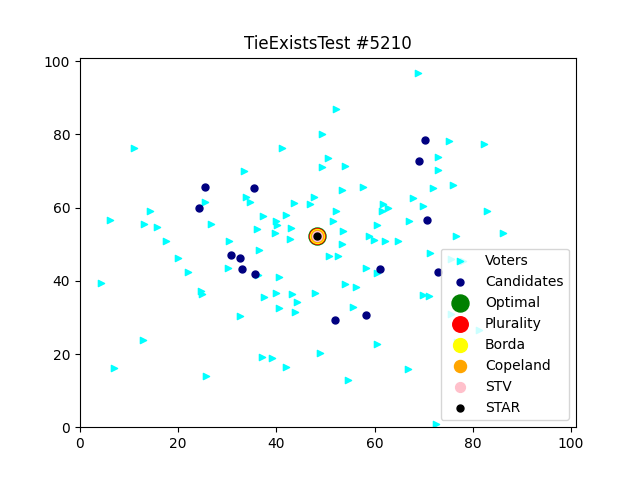 TieExistsTest #5210
100
80
60
40
20
0
0 20 40 60 80 100
Voters
Candidates
Optimal
Plurality
Borda
Copeland
STV
STAR